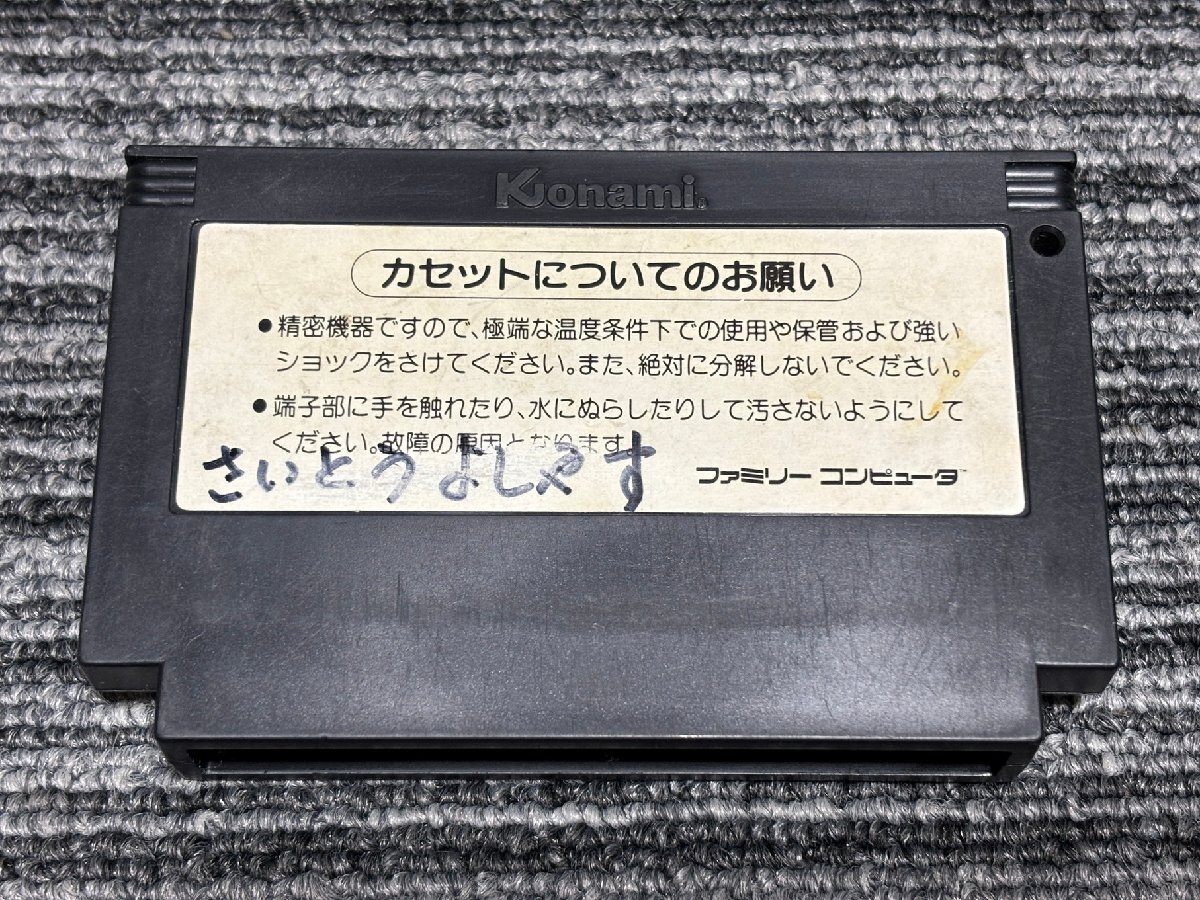 Konami®
カセットについてのお願い
●精密機器ですので、極端な温度条件下での使用や保管および強い
ショックをさけてください。また、絶対に分解しないでください。
●端子部に手を触れたり、水にぬらしたりして汚さないようにして
ください。故障の原因となります。
さいとうよしやす
ファミリーコンピュータ™